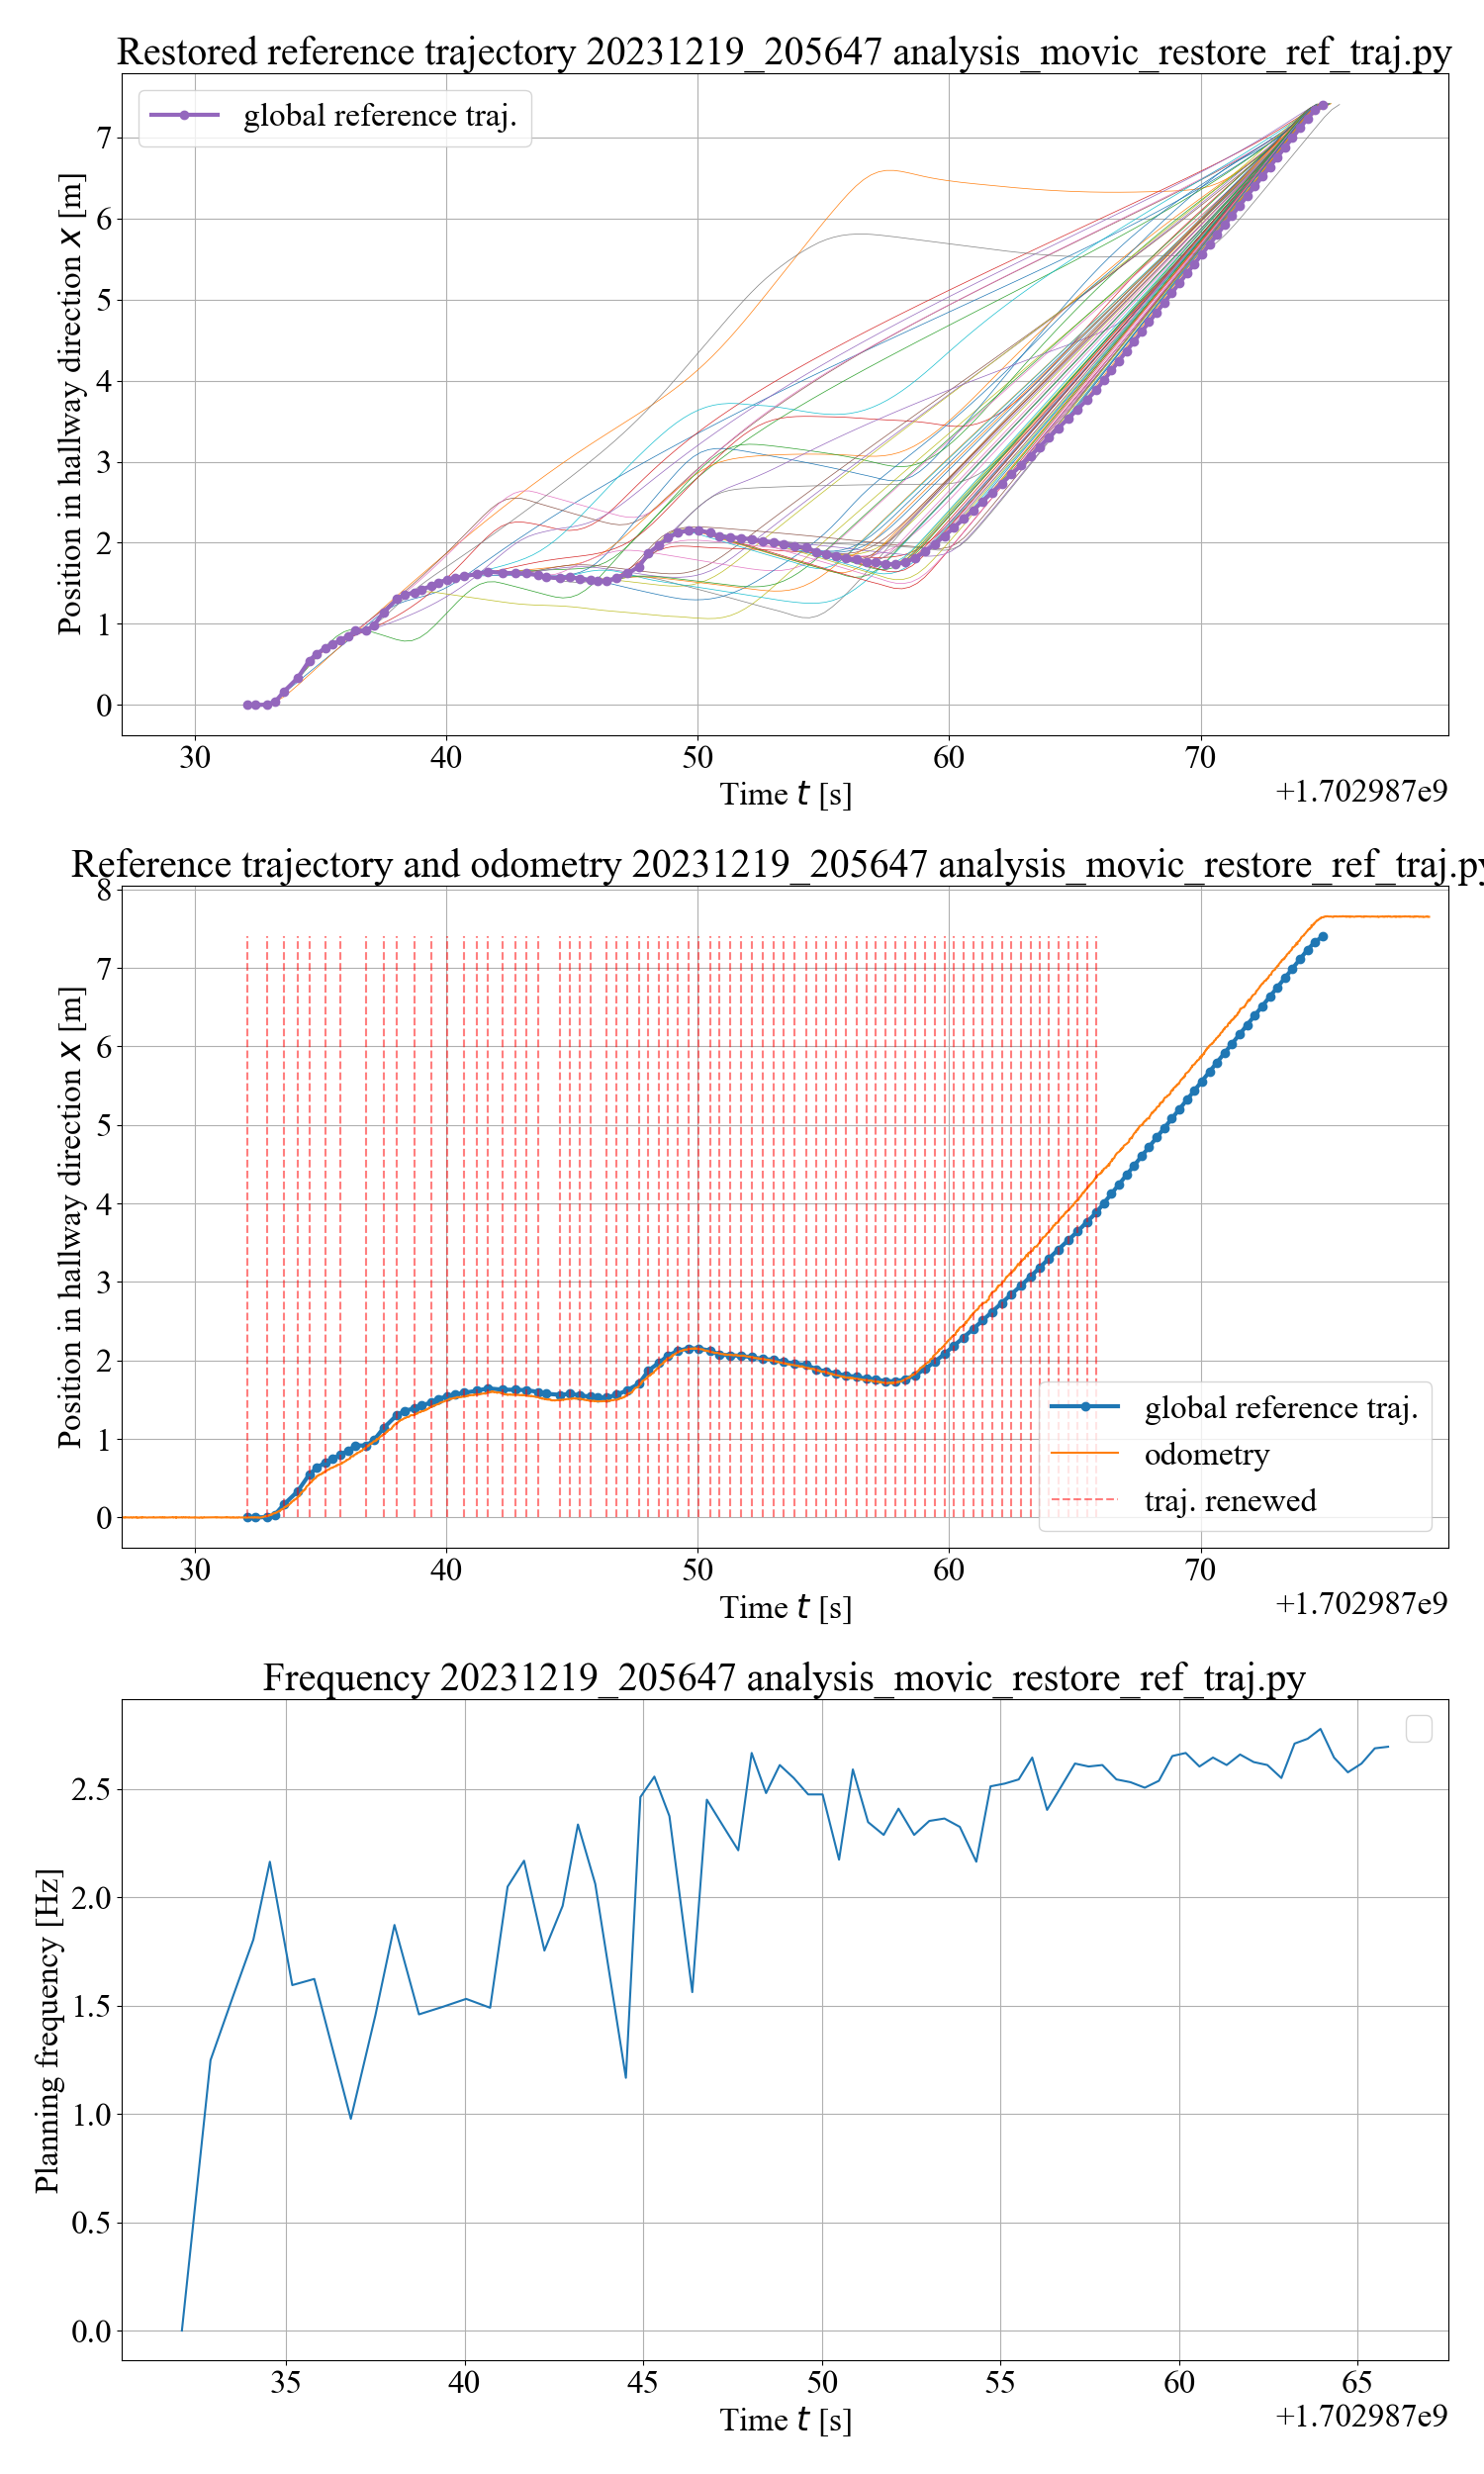 Restored reference trajectory 20231219_205647 analysis_movic_restore_ref_traj.py
global reference traj.
Position in hallway direction x [m]
7
6
5
4
3
2
1
0
30 40 50 60 70
Time t [s]
+1.702987e9
Reference trajectory and odometry 20231219_205647 analysis_movic_restore_ref_traj.py
Position in hallway direction x [m]
8
7
6
5
4
3
2
1
0
global reference traj.
odometry
traj. renewed
30 40 50 60 70
Time t [s]
+1.702987e9
Frequency 20231219_205647 analysis_movic_restore_ref_traj.py
Planning frequency [Hz]
2.5
2.0
1.5
1.0
0.5
0.0
35 40 45 50 55 60 65
Time t [s]
+1.702987e9